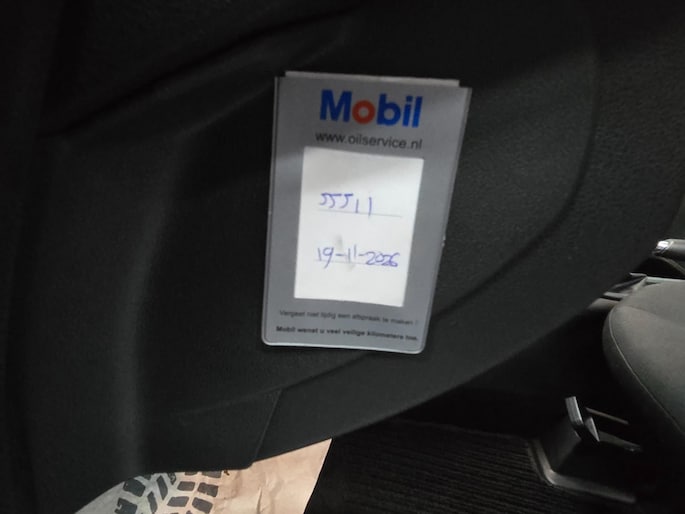 Mobil
www.oilservice.nl
55511
19-11-2026
Vergeet niet tijdig een afspraak te maken !
Mobil wenst u veel veilige kilometers toe.